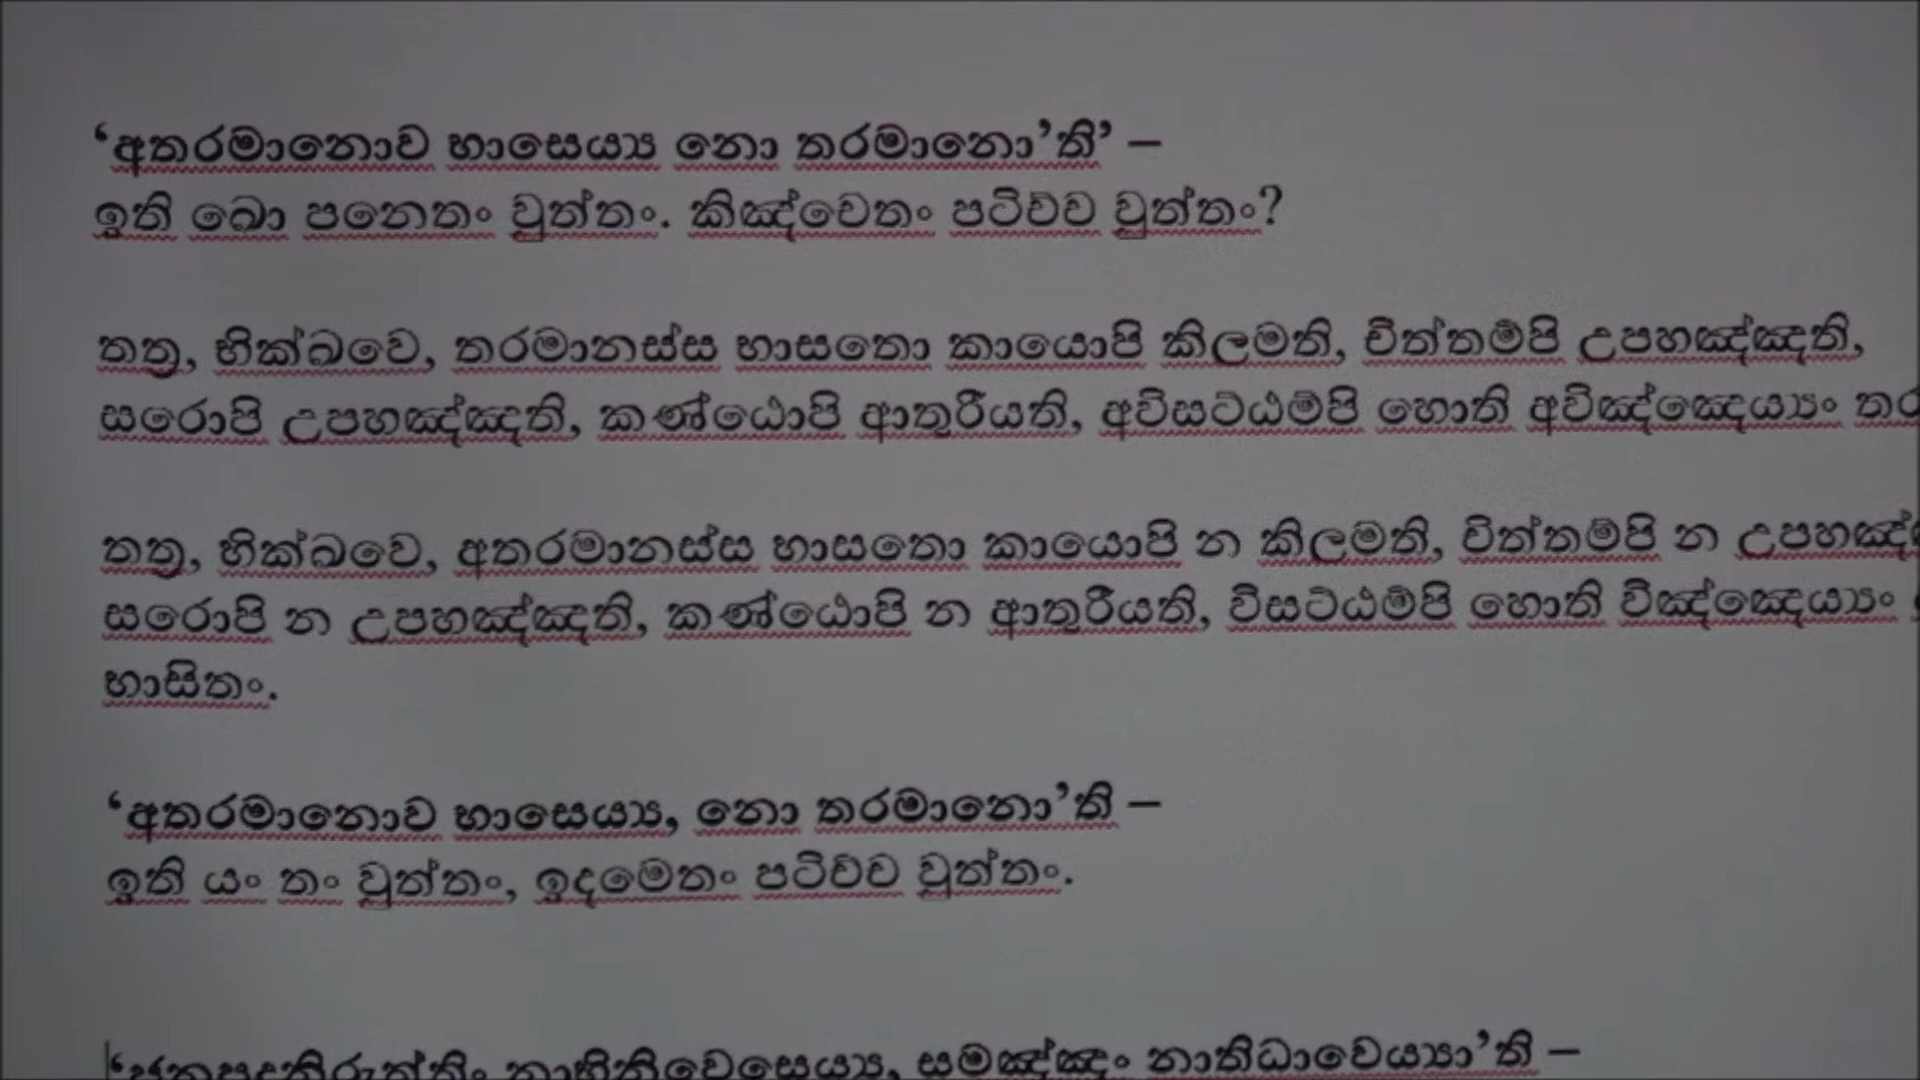 ‘අතරමානොව භාසෙය්‍ය නො තරමානො’ති’ –
ඉති ඛො පනෙතං වුත්තං. කිඤ්චෙතං පටිච්ච වුත්තං?
තත්‍ර, භික්ඛවෙ, තරමානස්ස භාසතො කායොපි කිලමති, චිත්තම්පි උපහඤ්ඤති,
සරොපි උපහඤ්ඤති, කණ්ඨොපි ආතුරීයති, අවිසට්ඨම්පි හොති අවිඤ්ඤෙය්‍යං
තත්‍ර, භික්ඛවෙ, අතරමානස්ස භාසතො කායොපි න කිලමති, චිත්තම්පි න
සරොපි න උපහඤ්ඤති, කණ්ඨොපි න ආතුරීයති, විසට්ඨම්පි හොති විඤ්ඤෙය්‍යං
භාසිතං.
‘අතරමානොව භාසෙය්‍ය, නො තරමානො’ති –
ඉති යං තං වුත්තං, ඉදමෙතං පටිච්ච වුත්තං.
‘ජනපදනිරුත්තිං නාභිනිවෙසෙය්‍ය, සමඤ්ඤං නාතිධාවෙය්‍යා’ති –